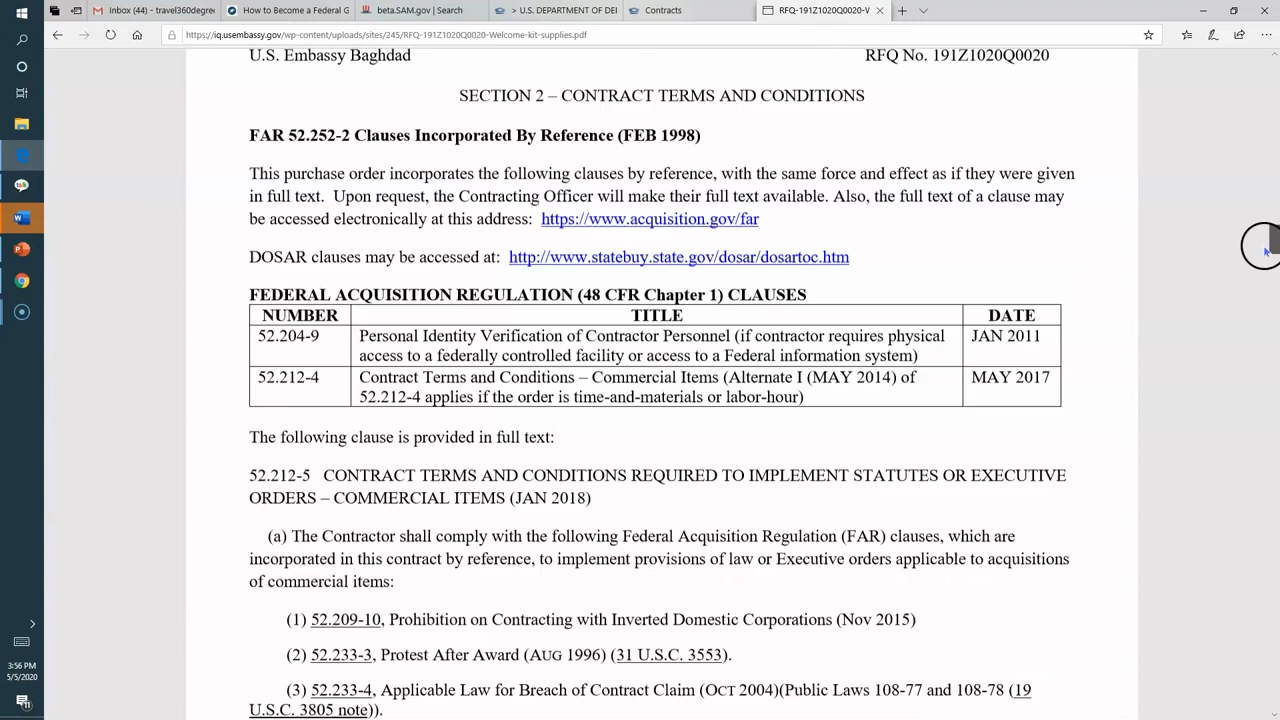 Inbox (44) - travel360degree
How to Become a Federal G
beta.SAM.gov | Search
> U.S. DEPARTMENT OF DEI
Contracts
RFQ-191Z1020Q0020-V
https://iq.usembassy.gov/wp-content/uploads/sites/245/RFQ-191Z1020Q0020-Welcome-kit-supplies.pdf
U.S. Embassy Baghdad RFQ No. 191Z1020Q0020
SECTION 2 – CONTRACT TERMS AND CONDITIONS
FAR 52.252-2 Clauses Incorporated By Reference (FEB 1998)
This purchase order incorporates the following clauses by reference, with the same force and effect as if they were given
in full text. Upon request, the Contracting Officer will make their full text available. Also, the full text of a clause may
be accessed electronically at this address: https://www.acquisition.gov/far
DOSAR clauses may be accessed at: http://www.statebuy.state.gov/dosar/dosartoc.htm
FEDERAL ACQUISITION REGULATION (48 CFR Chapter 1) CLAUSES
NUMBER TITLE DATE
52.204-9 Personal Identity Verification of Contractor Personnel (if contractor requires physical JAN 2011
access to a federally controlled facility or access to a Federal information system)
52.212-4 Contract Terms and Conditions – Commercial Items (Alternate I (MAY 2014) of MAY 2017
52.212-4 applies if the order is time-and-materials or labor-hour)
The following clause is provided in full text:
52.212-5 CONTRACT TERMS AND CONDITIONS REQUIRED TO IMPLEMENT STATUTES OR EXECUTIVE
ORDERS – COMMERCIAL ITEMS (JAN 2018)
(a) The Contractor shall comply with the following Federal Acquisition Regulation (FAR) clauses, which are
incorporated in this contract by reference, to implement provisions of law or Executive orders applicable to acquisitions
of commercial items:
(1) 52.209-10, Prohibition on Contracting with Inverted Domestic Corporations (Nov 2015)
(2) 52.233-3, Protest After Award (AUG 1996) (31 U.S.C. 3553).
(3) 52.233-4, Applicable Law for Breach of Contract Claim (OCT 2004)(Public Laws 108-77 and 108-78 (19
U.S.C. 3805 note)).
3:56 PM
5/5/2020